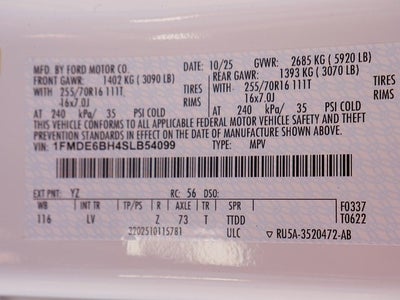 MFD. BY FORD MOTOR CO. 10/25 GVWR: 2685 KG (5920 LB)
FRONT GAWR: 1402 KG (3090 LB) REAR GAWR: 1393 KG (3070 LB)
WITH 255/70R16 111T TIRES WITH 255/70R16 111T TIRES
16x7.0J RIMS 16x7.0J RIMS
AT 240 kPa/ 35 PSI COLD AT 240 kPa/ 35 PSI COLD
THIS VEHICLE CONFORMS TO ALL APPLICABLE FEDERAL MOTOR VEHICLE SAFETY AND THEFT
PREVENTION STANDARDS IN EFFECT ON THE DATE OF MANUFACTURE SHOWN ABOVE.
VIN: 1FMDE6BH4SLB54099 TYPE: MPV
EXT PNT: YZ RC: 56 DSO: F0337
WB INT TR TP/PS R AXLE TR SPR T0622
116 LV Z 73 T TTDD
2202510115781 ULC RU5A-3520472-AB